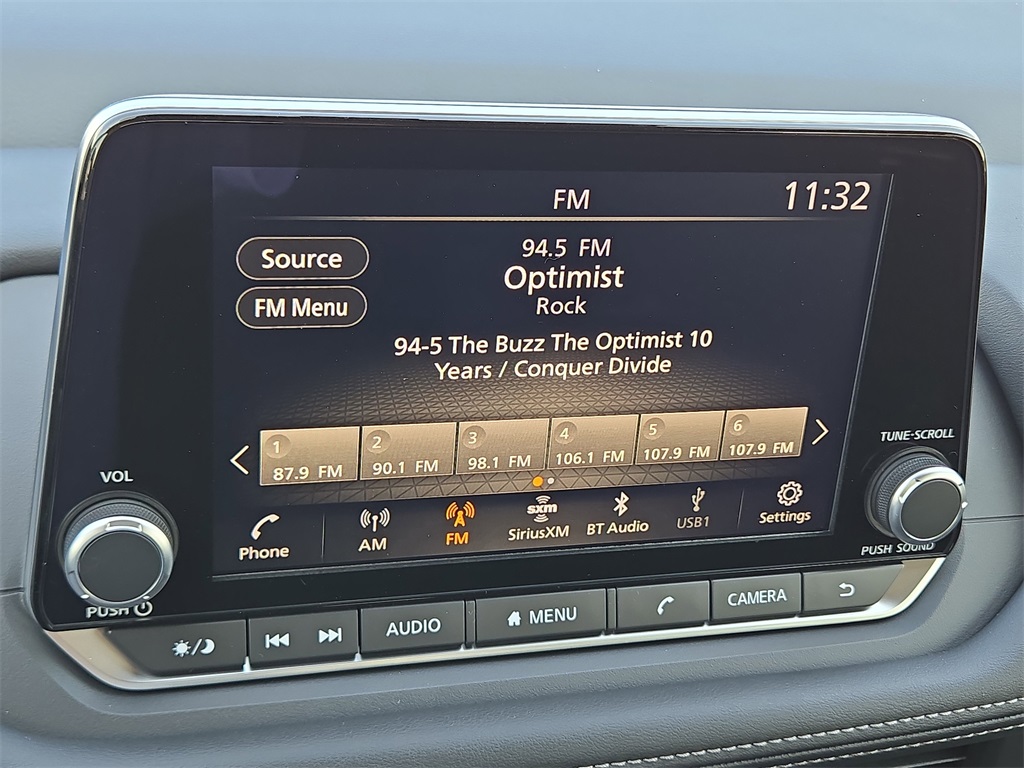 FM
11:32
Source
FM Menu
94.5 FM
Optimist
Rock
94-5 The Buzz The Optimist 10
Years / Conquer Divide
1
87.9 FM
2
90.1 FM
3
98.1 FM
4
106.1 FM
5
107.9 FM
6
107.9 FM
Phone
AM
FM
sxm
SiriusXM
BT Audio
USB1
Settings
VOL
PUSH
TUNE-SCROLL
PUSH SOUND
AUDIO
MENU
CAMERA